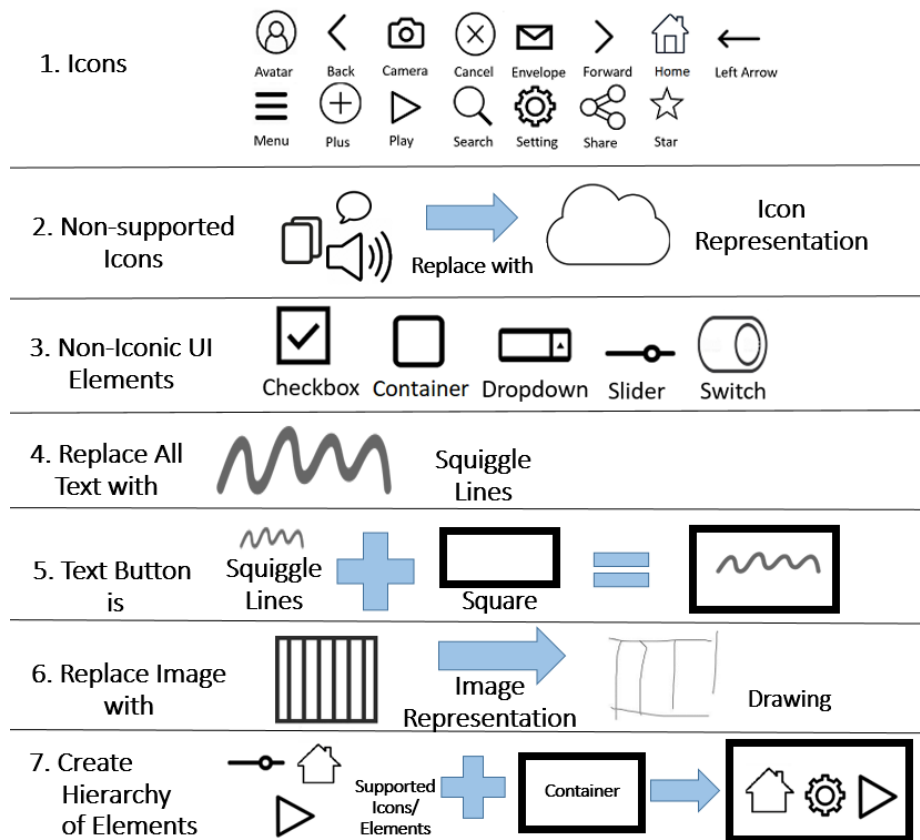 1. Icons
Avatar Back Camera Cancel Envelope Forward Home Left Arrow
Menu Plus Play Search Setting Share Star
2. Non-supported
Icons
Replace with
Icon
Representation
3. Non-Iconic UI
Elements
Checkbox Container Dropdown Slider Switch
4. Replace All
Text with
Squiggle
Lines
5. Text Button
is
Squiggle
Lines
Square
6. Replace Image
with
Image
Representation
Drawing
7. Create
Hierarchy
of Elements
Supported
Icons/
Elements
Container